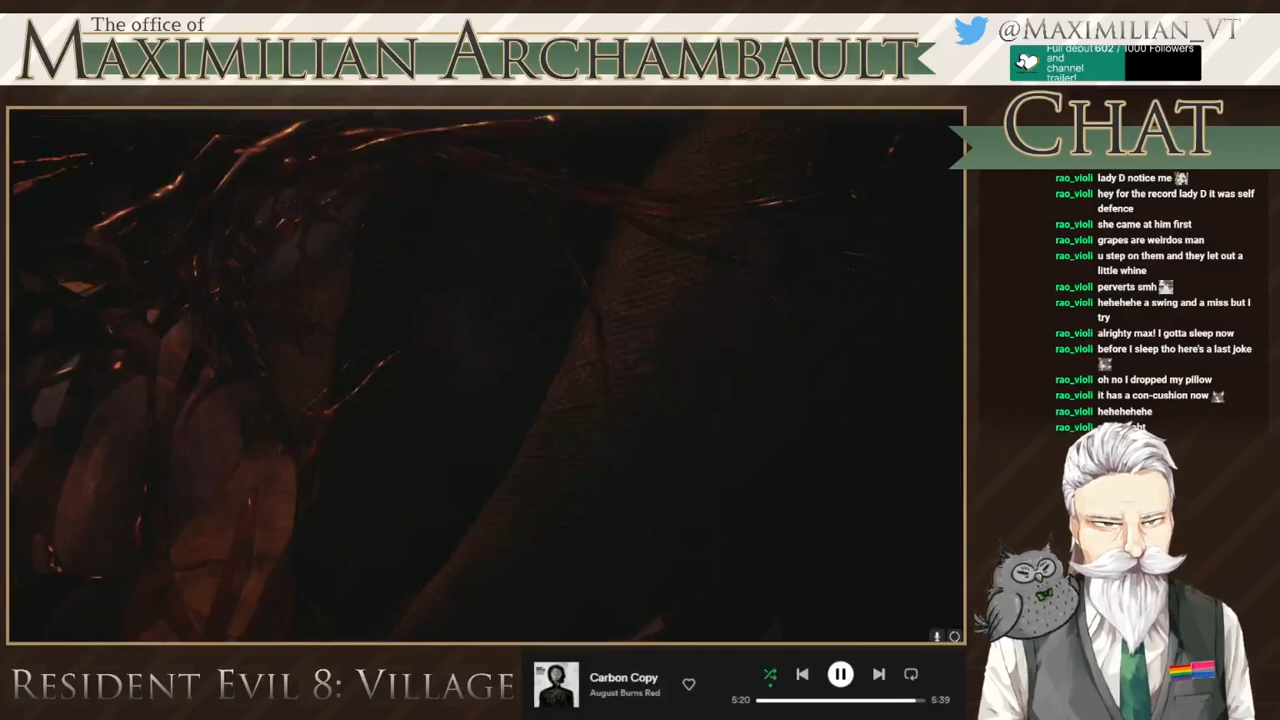 The office of
MAXIMILIAN ARCHAMBAULT
@MAXIMILIAN_VT
Full debut 602 / 1000 Followers
and
channel
trailer!
CHAT
rao_violi lady D notice me
rao_violi hey for the record lady D it was self
defence
rao_violi she came at him first
rao_violi grapes are weirdos man
rao_violi u step on them and they let out a
little whine
rao_violi perverts smh
rao_violi hehehehe a swing and a miss but I
try
rao_violi alrighty max! I gotta sleep now
rao_violi before I sleep tho here's a last joke
rao_violi oh no I dropped my pillow
rao_violi it has a con-cushion now
rao_violi hehehehehe
rao_violi
RESIDENT EVIL 8: VILLAGE
Carbon Copy
August Burns Red
5:20
5:39